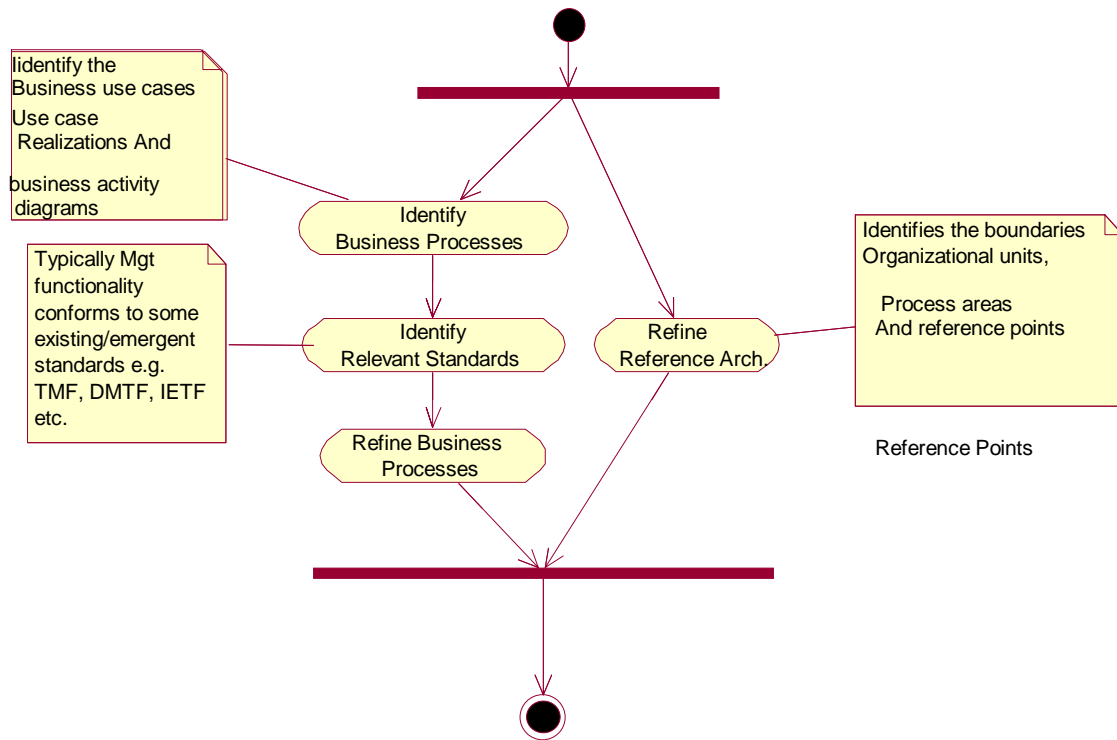 Iidentify the
Business use cases
Use case
Realizations And
business activity
diagrams
Identify
Business Processes
Typically Mgt
functionality
conforms to some
existing/emergent
standards e.g.
TMF, DMTF, IETF
etc.
Identify
Relevant Standards
Refine Business
Processes
Refine
Reference Arch.
Identifies the boundaries
Organizational units,
Process areas
And reference points
Reference Points